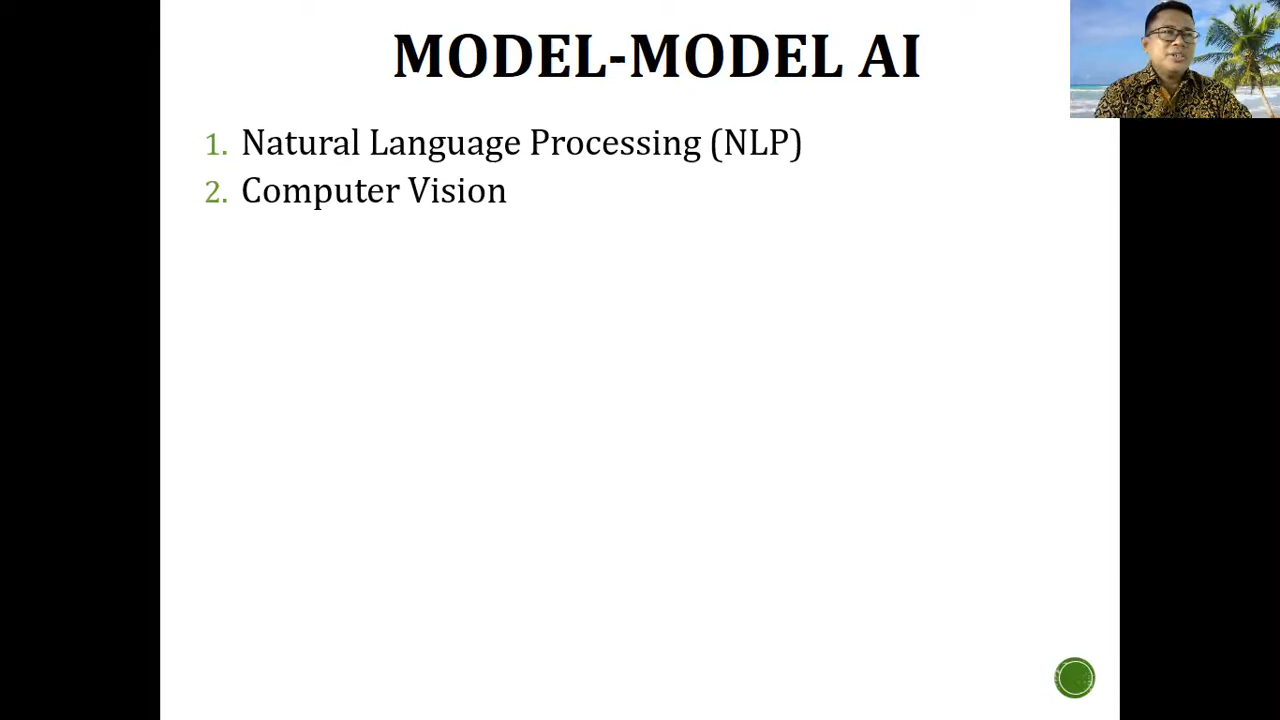 MODEL-MODEL AI
1. Natural Language Processing (NLP)
2. Computer Vision